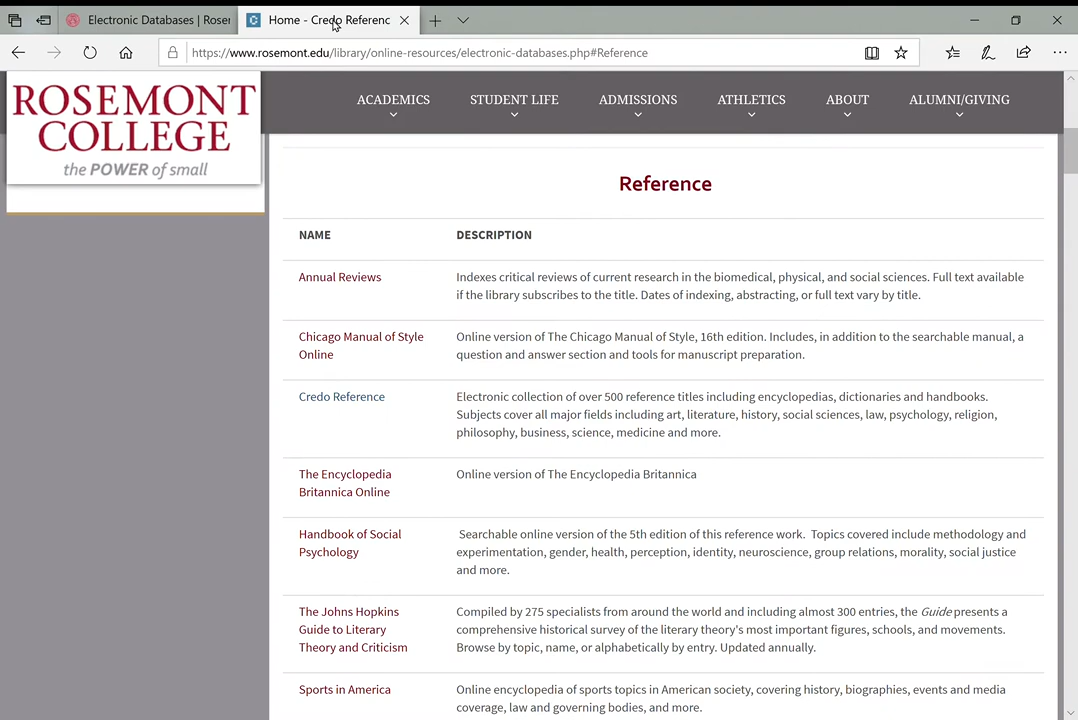 Electronic Databases | Roser
Home - Credo Referenc
https://www.rosemont.edu/library/online-resources/electronic-databases.php#Reference
ROSEMONT
COLLEGE
the POWER of small
ACADEMICS
STUDENT LIFE
ADMISSIONS
ATHLETICS
ABOUT
ALUMNI/GIVING
Reference
NAME
DESCRIPTION
Annual Reviews
Indexes critical reviews of current research in the biomedical, physical, and social sciences. Full text available
if the library subscribes to the title. Dates of indexing, abstracting, or full text vary by title.
Chicago Manual of Style
Online
Online version of The Chicago Manual of Style, 16th edition. Includes, in addition to the searchable manual, a
question and answer section and tools for manuscript preparation.
Credo Reference
Electronic collection of over 500 reference titles including encyclopedias, dictionaries and handbooks.
Subjects cover all major fields including art, literature, history, social sciences, law, psychology, religion,
philosophy, business, science, medicine and more.
The Encyclopedia
Britannica Online
Online version of The Encyclopedia Britannica
Handbook of Social
Psychology
Searchable online version of the 5th edition of this reference work. Topics covered include methodology and
experimentation, gender, health, perception, identity, neuroscience, group relations, morality, social justice
and more.
The Johns Hopkins
Guide to Literary
Theory and Criticism
Compiled by 275 specialists from around the world and including almost 300 entries, the Guide presents a
comprehensive historical survey of the literary theory's most important figures, schools, and movements.
Browse by topic, name, or alphabetically by entry. Updated annually.
Sports in America
Online encyclopedia of sports topics in American society, covering history, biographies, events and media
coverage, law and governing bodies, and more.